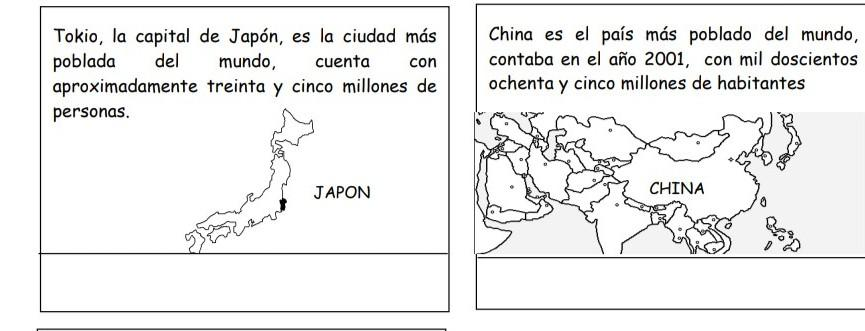 Tokio, la capital de Japón, es la ciudad más
poblada del mundo, cuenta con
aproximadamente treinta y cinco millones de
personas.
JAPON
China es el país más poblado del mundo,
contaba en el año 2001, con mil doscientos
ochenta y cinco millones de habitantes
CHINA